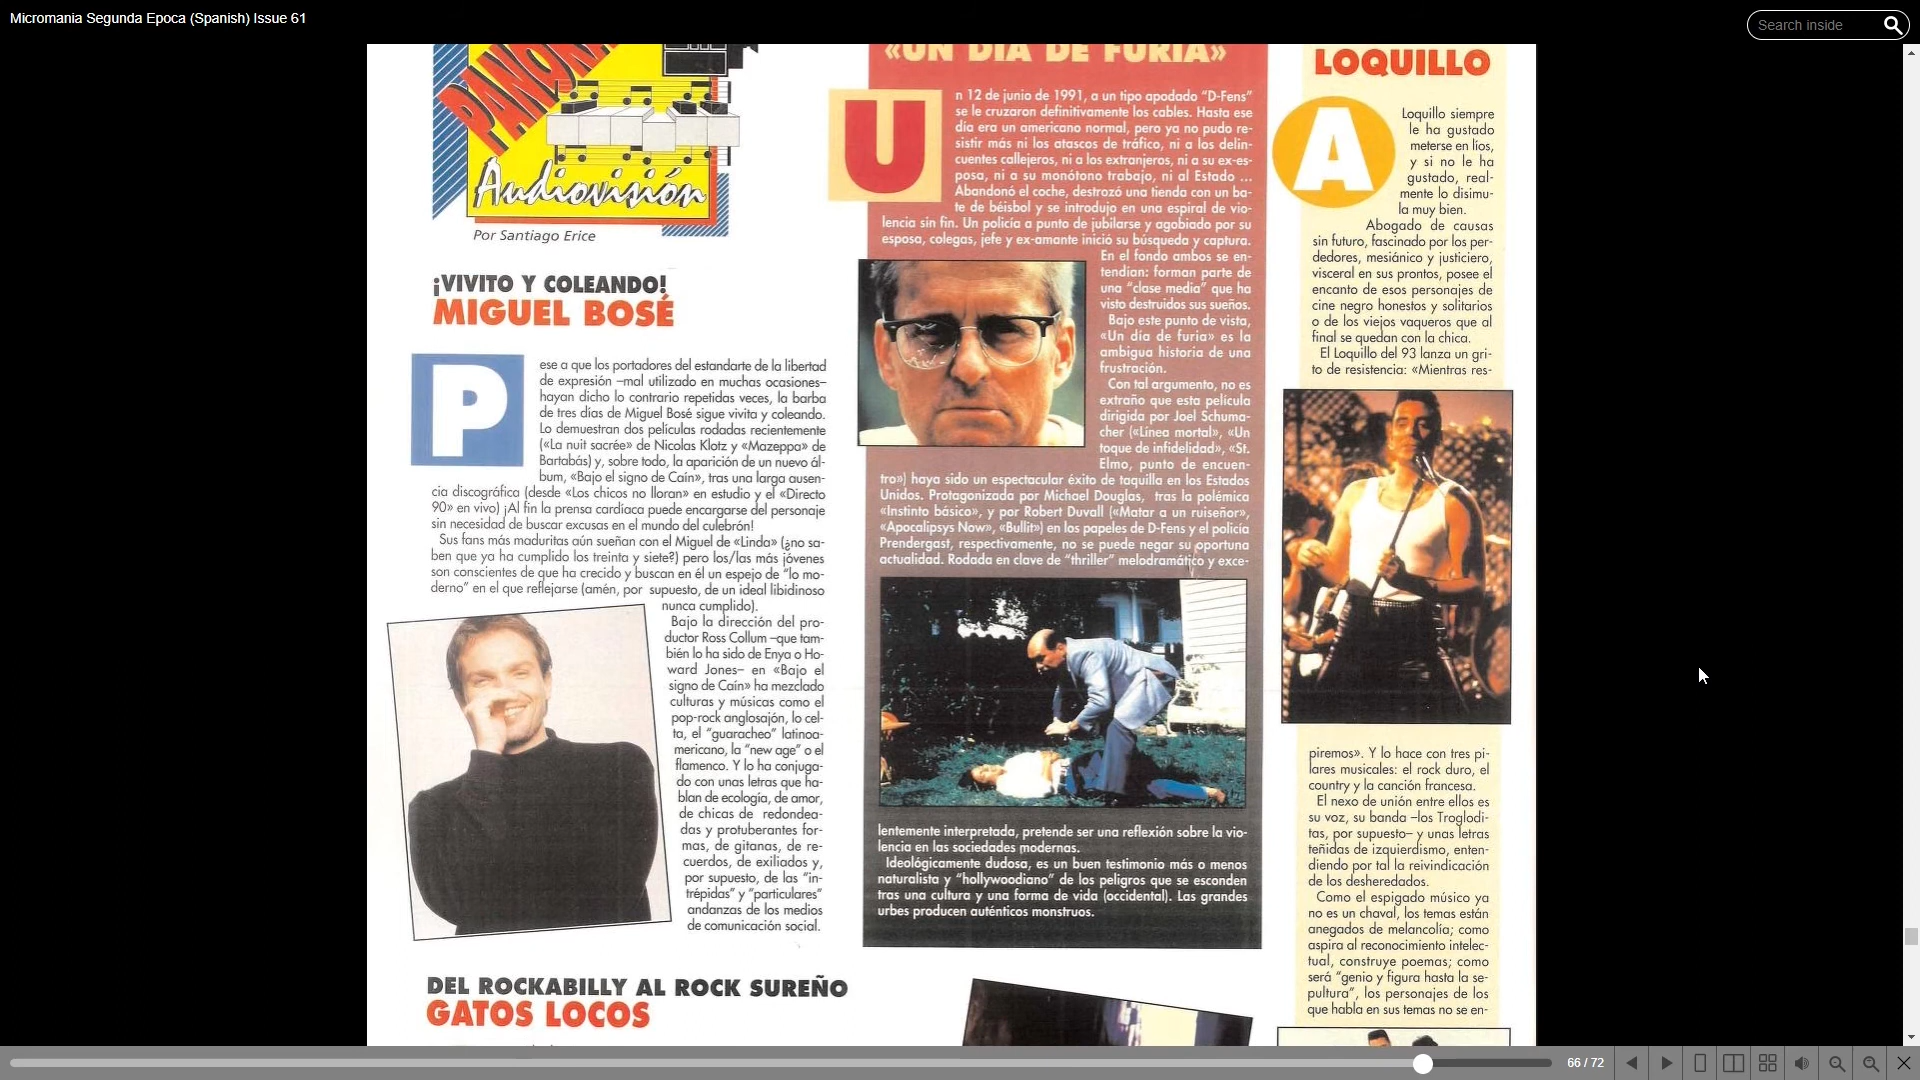 Micromania Segunda Epoca (Spanish) Issue 61
Search inside
Audiovisión
Por Santiago Erice
¡VIVITO Y COLEANDO!
MIGUEL BOSÉ
Pese a que los portadores del estandarte de la libertad
de expresión –mal utilizado en muchas ocasiones–
hayan dicho lo contrario repetidas veces, la barba
de tres días de Miguel Bosé sigue vivita y coleando.
Lo demuestran dos películas rodadas recientemente
(«La nuit sacrée» de Nicolas Klotz y «Mazeppa» de
Bartabás) y, sobre todo, la aparición de un nuevo ál-
bum, «Bajo el signo de Caín», tras una larga ausen-
cia discográfica (desde «Los chicos no lloran» en estudio y el «Directo
90» en vivo) ¡Al fin la prensa cardíaca puede encargarse del personaje
sin necesidad de buscar excusas en el mundo del culebrón!
Sus fans más maduritas aún sueñan con el Miguel de «Linda» (¿no sa-
ben que ya ha cumplido los treinta y siete?) pero los/las más jóvenes
son conscientes de que ha crecido y buscan en él un espejo de "lo mo-
derno" en el que reflejarse (amén, por supuesto, de un ideal libidinoso
nunca cumplido).
Bajo la dirección del pro-
ductor Ross Collum –que tam-
bién lo ha sido de Enya o Ho-
ward Jones– en «Bajo el
signo de Caín» ha mezclado
culturas y músicas como el
pop-rock anglosajón, lo cel-
ta, el "guaracheo" latinoa-
mericano, la "new age" o el
flamenco. Y lo ha conjuga-
do con unas letras que ha-
blan de ecología, de amor,
de chicas de redondea-
das y protuberantes for-
mas, de gitanas, de re-
cuerdos, de exiliados y,
por supuesto, de las "in-
trépidas" y "particulares"
andanzas de los medios
de comunicación social.
DEL ROCKABILLY AL ROCK SUREÑO
GATOS LOCOS
«UN DIA DE FURIA»
Un 12 de junio de 1991, a un tipo apodado "D-Fens"
se le cruzaron definitivamente los cables. Hasta ese
día era un americano normal, pero ya no pudo re-
sistir más ni los atascos de tráfico, ni a los delin-
cuentes callejeros, ni a los extranjeros, ni a su ex-es-
posa, ni a su monótono trabajo, ni al Estado ...
Abandonó el coche, destrozó una tienda con un ba-
te de béisbol y se introdujo en una espiral de vio-
lencia sin fin. Un policía a punto de jubilarse y agobiado por su
esposa, colegas, jefe y ex-amante inició su búsqueda y captura.
En el fondo ambos se en-
tendían: forman parte de
una "clase media" que ha
visto destruidos sus sueños.
Bajo este punto de vista,
«Un día de furia» es la
ambigua historia de una
frustración.
Con tal argumento, no es
extraño que esta película
dirigida por Joel Schuma-
cher («Línea mortal», «Un
toque de infidelidad», «St.
Elmo, punto de encuen-
tro») haya sido un espectacular éxito de taquilla en los Estados
Unidos. Protagonizada por Michael Douglas, tras la polémica
«Instinto básico», y por Robert Duvall («Matar a un ruiseñor»,
«Apocalipsys Now», «Bullit») en los papeles de D-Fens y el policía
Prendergast, respectivamente, no se puede negar su oportuna
actualidad. Rodada en clave de "thriller" melodramático y exce-
lentemente interpretada, pretende ser una reflexión sobre la vio-
lencia en las sociedades modernas.
Ideológicamente dudosa, es un buen testimonio más o menos
naturalista y "hollywoodiano" de los peligros que se esconden
tras una cultura y una forma de vida (occidental). Las grandes
urbes producen auténticos monstruos.
LOQUILLO
A Loquillo siempre
le ha gustado
meterse en líos,
y si no le ha
gustado, real-
mente lo disimu-
la muy bien.
Abogado de causas
sin futuro, fascinado por los per-
dedores, mesiánico y justiciero,
visceral en sus prontos, posee el
encanto de esos personajes de
cine negro honestos y solitarios
o de los viejos vaqueros que al
final se quedan con la chica.
El Loquillo del 93 lanza un gri-
to de resistencia: «Mientras res-
piremos». Y lo hace con tres pi-
lares musicales: el rock duro, el
country y la canción francesa.
El nexo de unión entre ellos es
su voz, su banda –los Troglodi-
tas, por supuesto– y unas letras
teñidas de izquierdismo, enten-
diendo por tal la reivindicación
de los desheredados.
Como el espigado músico ya
no es un chaval, los temas están
anegados de melancolía; como
aspira al reconocimiento intelec-
tual, construye poemas; como
será "genio y figura hasta la se-
pultura", los personajes de los
que habla en sus temas no se en-
66 / 72